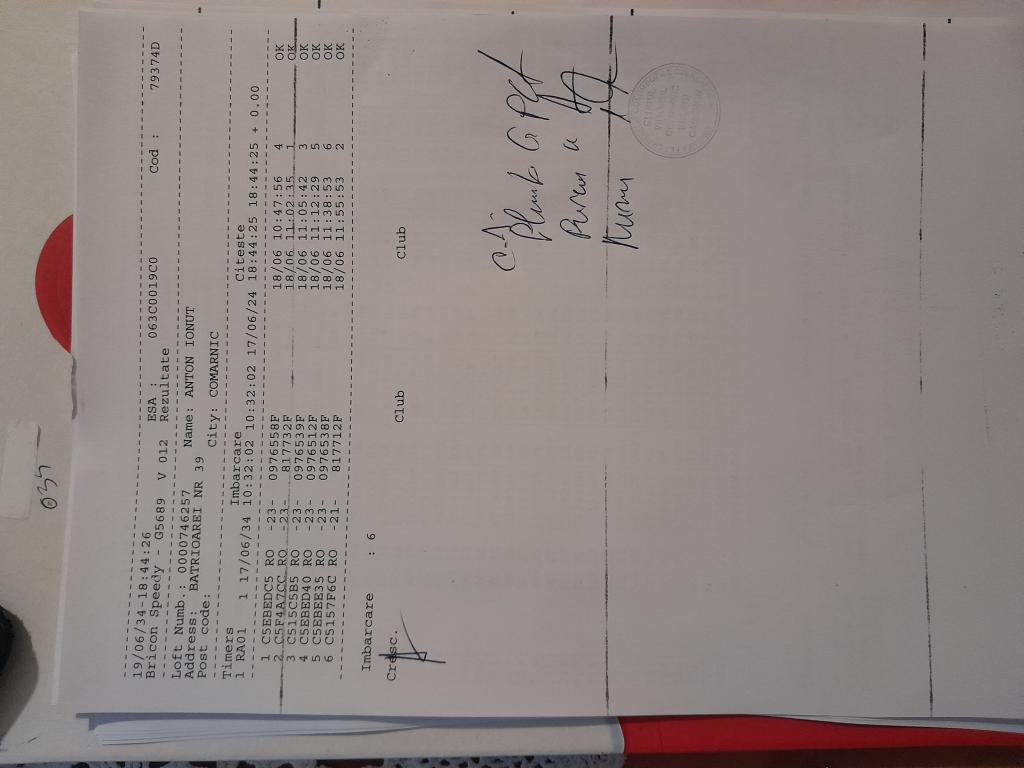 19/06/34-18:44:26
Bricon Speedy - G5689 V 012 ESA : 063C0019C0 Cod : 79374D
Rezultate
Loft Numb.: 0000746257 Name: ANTON IONUT
Address: BATRIOAREI NR 39
Post code: City: COMARNIC
Timers Imbarcare Citeste
1 RA01 1 17/06/34 10:32:02 10:32:02 17/06/24 18:44:25 18:44:25 + 0.00
1 C5EBEDC5 RO -23- 0976558F 18/06 10:47:56 4 OK
2 C5F4A7CC RO -23- 817732F 18/06 11:02:35 1 OK
3 C515C5B5 RO -23- 0976539F 18/06 11:05:42 3 OK
4 C5EBED40 RO -23- 0976512F 18/06 11:12:29 5 OK
5 C5EBEE35 RO -23- 0976538F 18/06 11:38:53 6 OK
6 C5157F6C RO -21- 817712F 18/06 11:55:53 2 OK
Imbarcare : 6
Cresc. Club Club
034